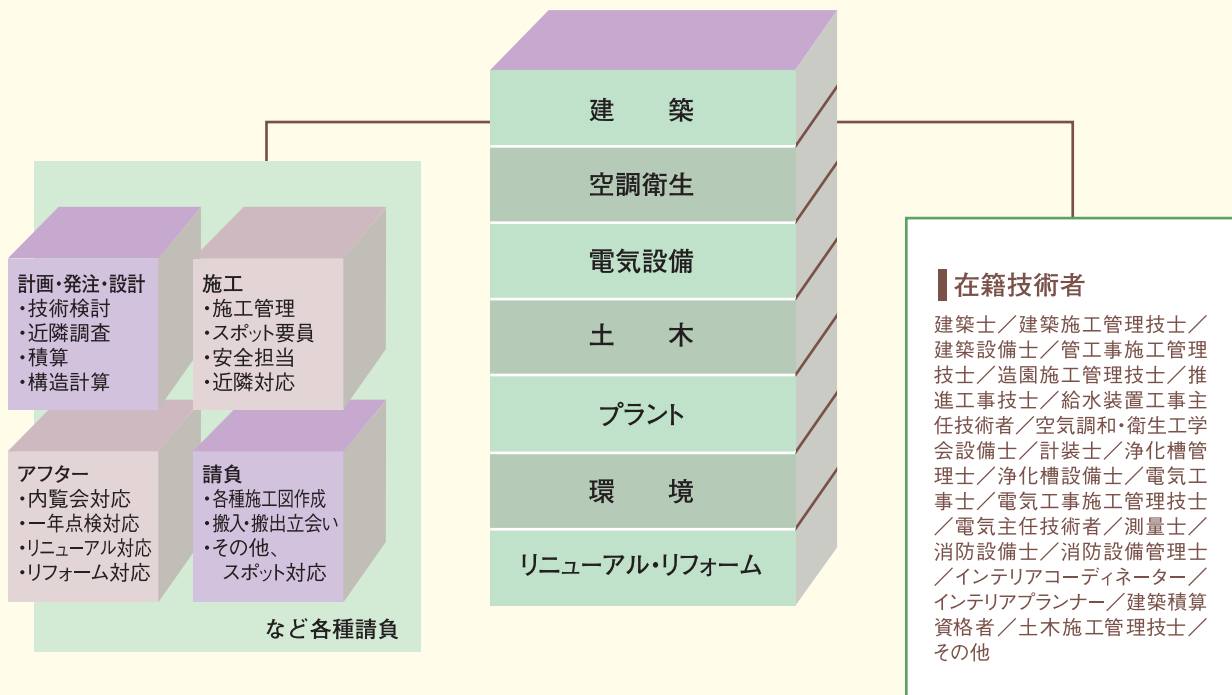 建　築
空調衛生
電気設備
土　木
プラント
環　境
リニューアル・リフォーム
計画・発注・設計
・技術検討
・近隣調査
・積算
・構造計算
施工
・施工管理
・スポット要員
・安全担当
・近隣対応
アフター
・内覧会対応
・一年点検対応
・リニューアル対応
・リフォーム対応
請負
・各種施工図作成
・搬入・搬出立会い
・その他、
スポット対応
など各種請負
在籍技術者
建築士／建築施工管理技士／
建築設備士／管工事施工管理
技士／造園施工管理技士／推
進工事技士／給水装置工事主
任技術者／空気調和・衛生工学
会設備士／計装士／浄化槽管
理士／浄化槽設備士／電気工
事士／電気工事施工管理技士
／電気主任技術者／測量士／
消防設備士／消防設備管理士
／インテリアコーディネーター／
インテリアプランナー／建築積算
資格者／土木施工管理技士／
その他